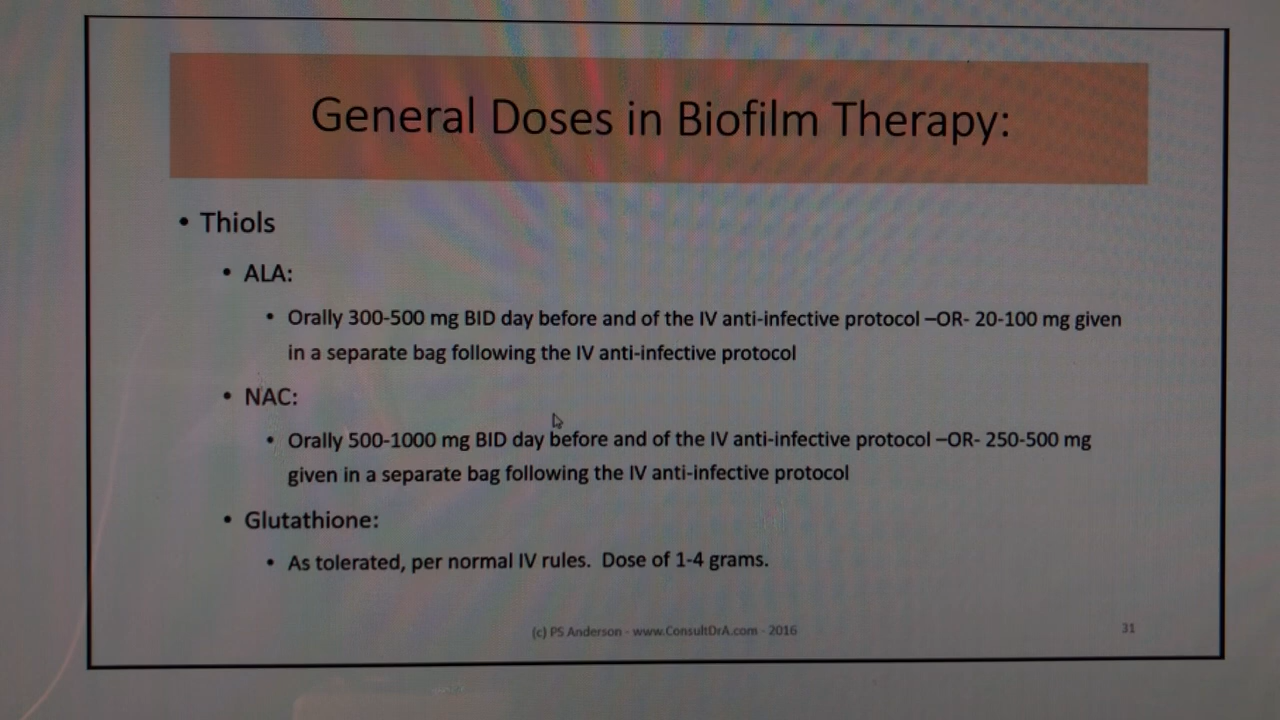 General Doses in Biofilm Therapy:
• Thiols
• ALA:
• Orally 300-500 mg BID day before and of the IV anti-infective protocol –OR- 20-100 mg given
in a separate bag following the IV anti-infective protocol
• NAC:
• Orally 500-1000 mg BID day before and of the IV anti-infective protocol –OR- 250-500 mg
given in a separate bag following the IV anti-infective protocol
• Glutathione:
• As tolerated, per normal IV rules.  Dose of 1-4 grams.
(c) PS Anderson - www.ConsultDrA.com - 2016
31